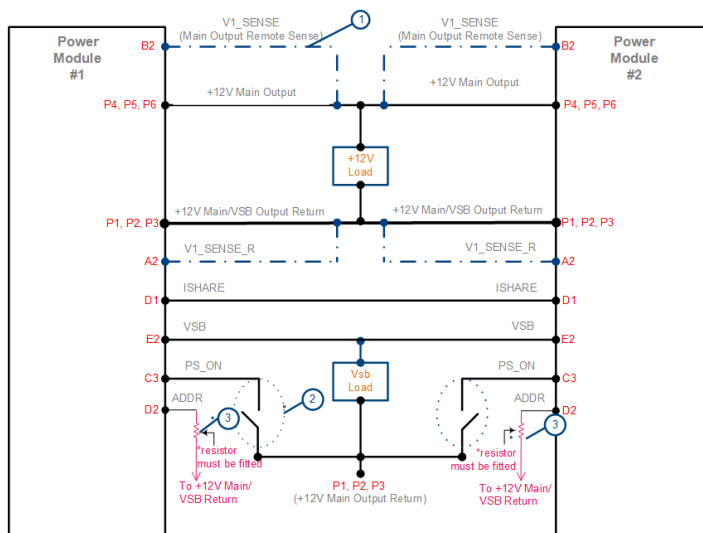 V1_SENSE
(Main Output Remote Sense)
1
V1_SENSE
(Main Output Remote Sense)
Power
Module
#1
Power
Module
#2
B2
B2
+12V Main Output
+12V Main Output
P4, P5, P6
P4, P5, P6
+12V
Load
+12V Main/VSB Output Return
+12V Main/VSB Output Return
P1, P2, P3
P1, P2, P3
V1_SENSE_R
V1_SENSE_R
A2
A2
ISHARE
ISHARE
D1
D1
VSB
VSB
E2
E2
PS_ON
PS_ON
Vsb
Load
C3
C3
ADDR
ADDR
2
D2
D2
3
3
*
*
*resistor
must be fitted
*resistor
must be fitted
To +12V Main/
VSB Return
To +12V Main/
VSB Return
P1, P2, P3
(+12V Main Output Return)